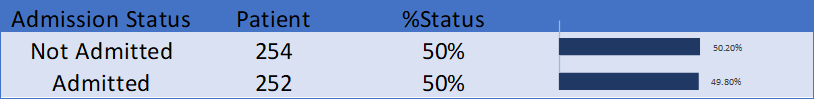 Admission Status Patient %Status
Not Admitted 254 50% 50.20%
Admitted 252 50% 49.80%